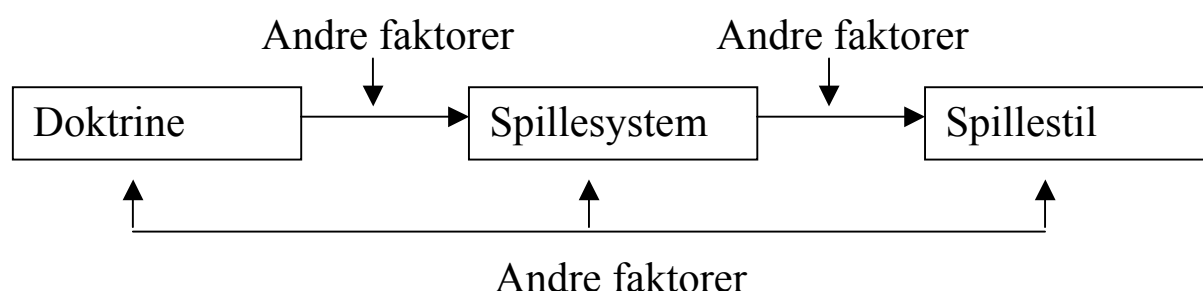 Andre faktorer Andre faktorer
Doktrine Spillesystem Spillestil
Andre faktorer